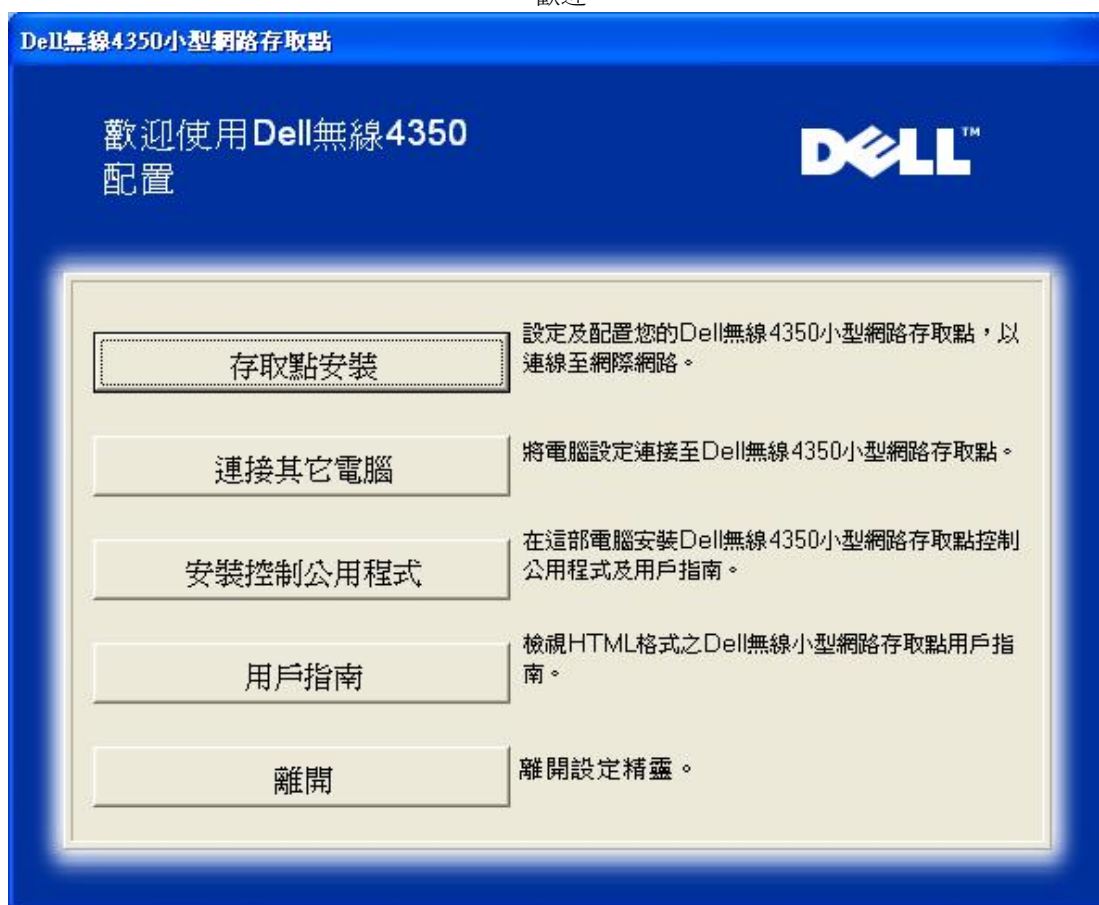 歡迎
Dell無線4350小型網路存取點
歡迎使用Dell無線4350
配置
DELL™
存取點安裝
設定及配置您的Dell無線4350小型網路存取點，以
連線至網際網路。
連接其它電腦
將電腦設定連接至Dell無線4350小型網路存取點。
安裝控制公用程式
在這部電腦安裝Dell無線4350小型網路存取點控制
公用程式及用戶指南。
用戶指南
檢視HTML格式之Dell無線小型網路存取點用戶指
南。
離開
離開設定精靈。